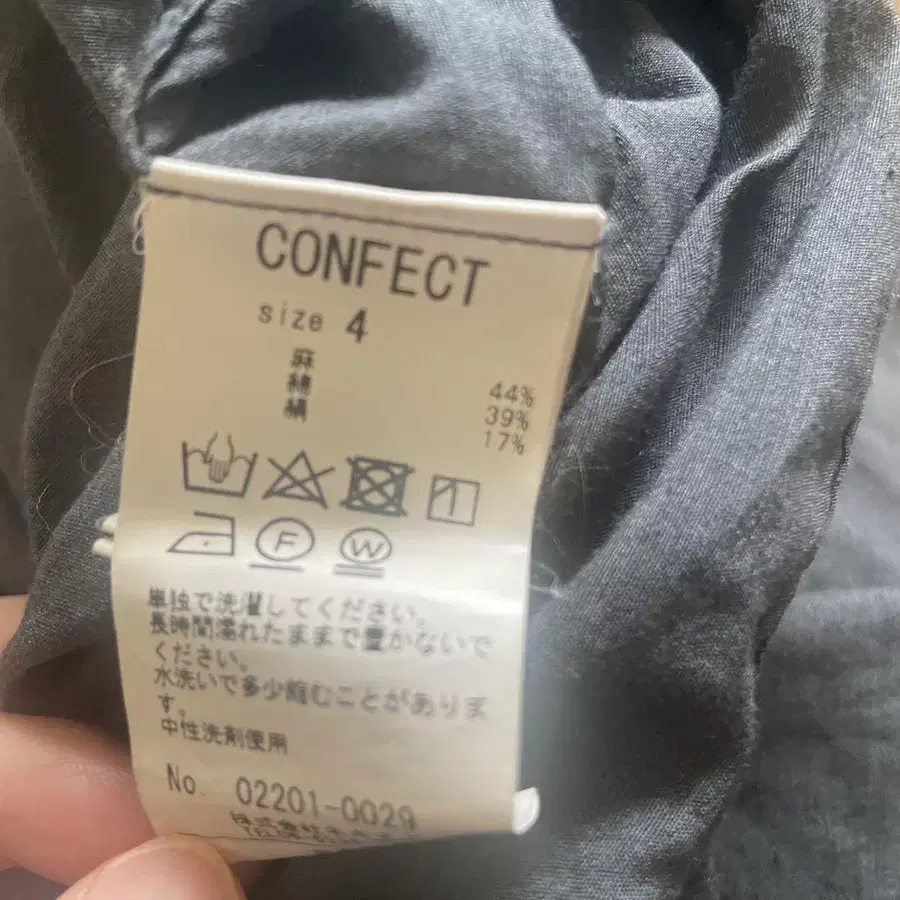 CONFECT
size 4
麻 44%
綿 39%
絹 17%
F W
単独で洗濯してください。
長時間濡れたままで置かないで
ください。
水洗いで多少縮むことがありま
す。
中性洗剤使用
No. 02201-0029